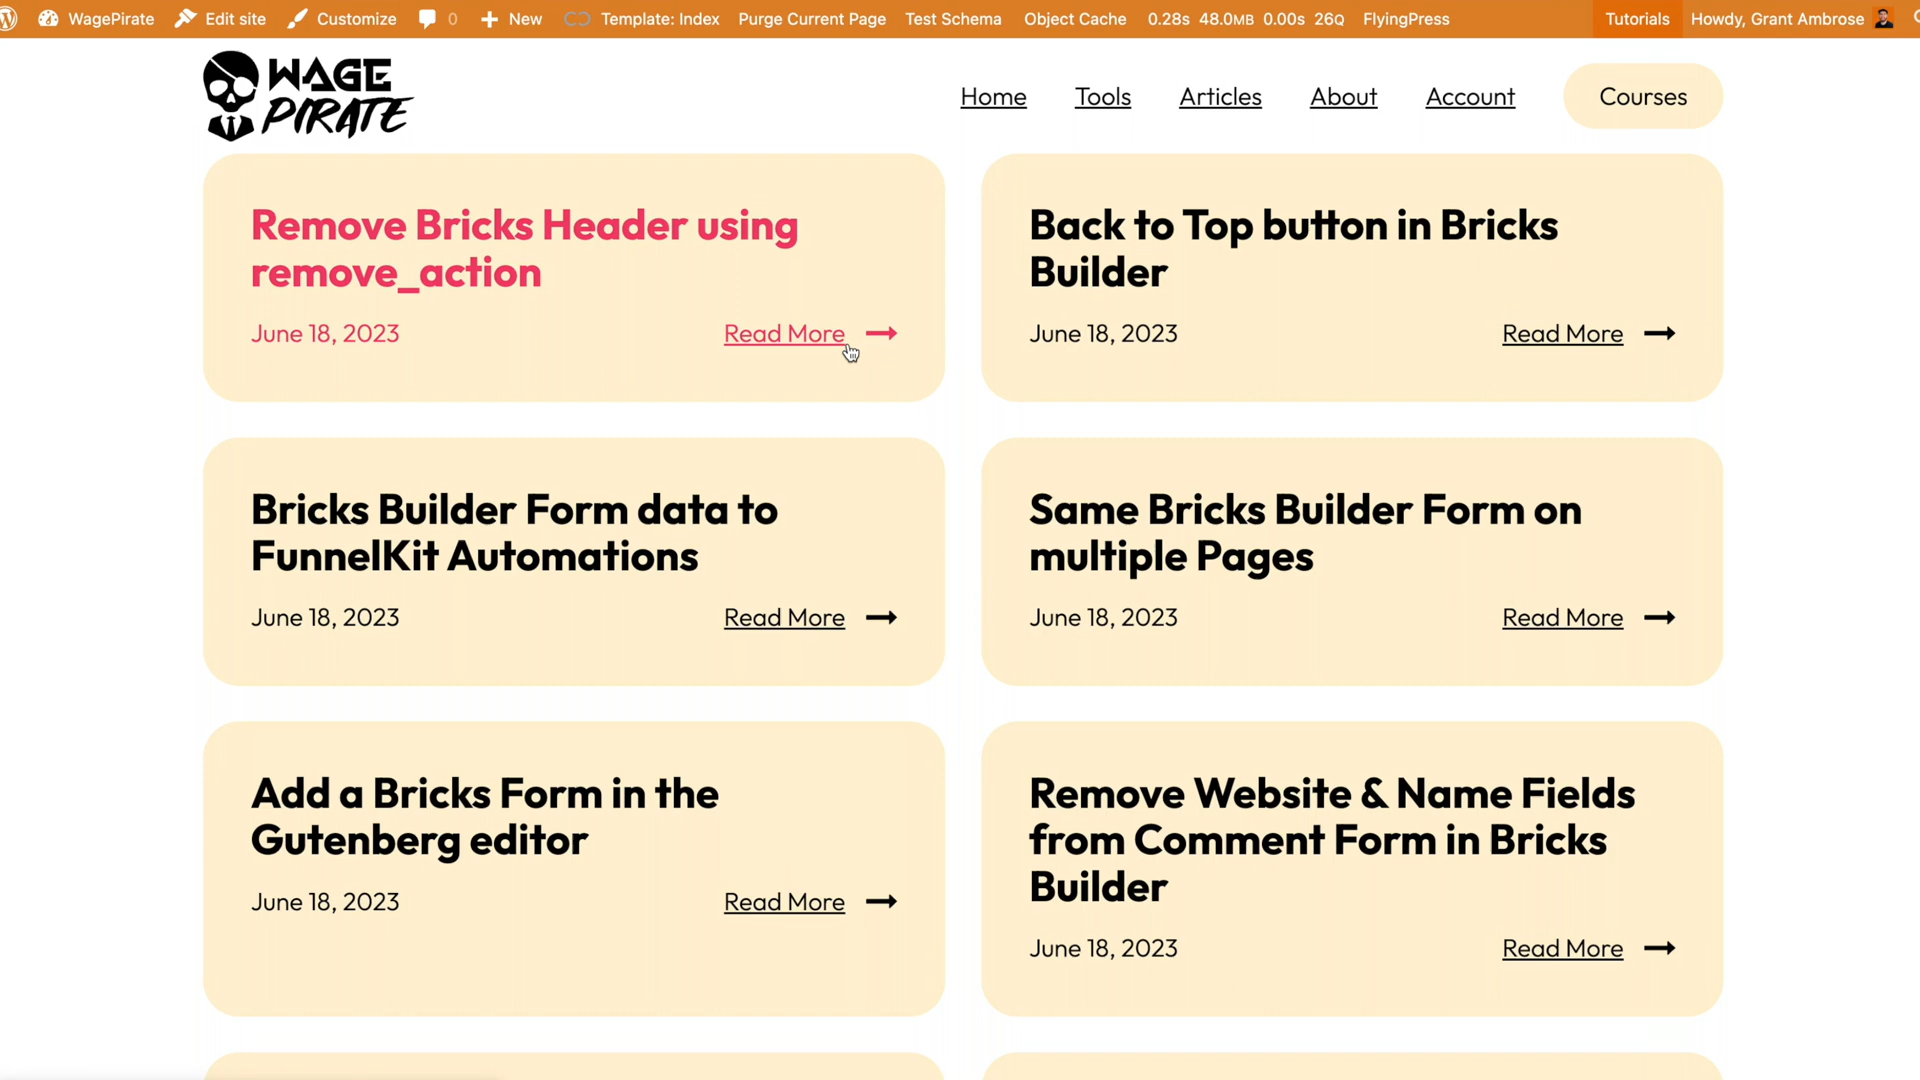 WagePirate Edit site Customize 0 New Template: Index Purge Current Page Test Schema Object Cache 0.28s 48.0MB 0.00s 26Q FlyingPress Tutorials Howdy, Grant Ambrose
WAGE
PIRATE
Home Tools Articles About Account Courses
Remove Bricks Header using
remove_action
June 18, 2023 Read More
Back to Top button in Bricks
Builder
June 18, 2023 Read More
Bricks Builder Form data to
FunnelKit Automations
June 18, 2023 Read More
Same Bricks Builder Form on
multiple Pages
June 18, 2023 Read More
Add a Bricks Form in the
Gutenberg editor
June 18, 2023 Read More
Remove Website & Name Fields
from Comment Form in Bricks
Builder
June 18, 2023 Read More